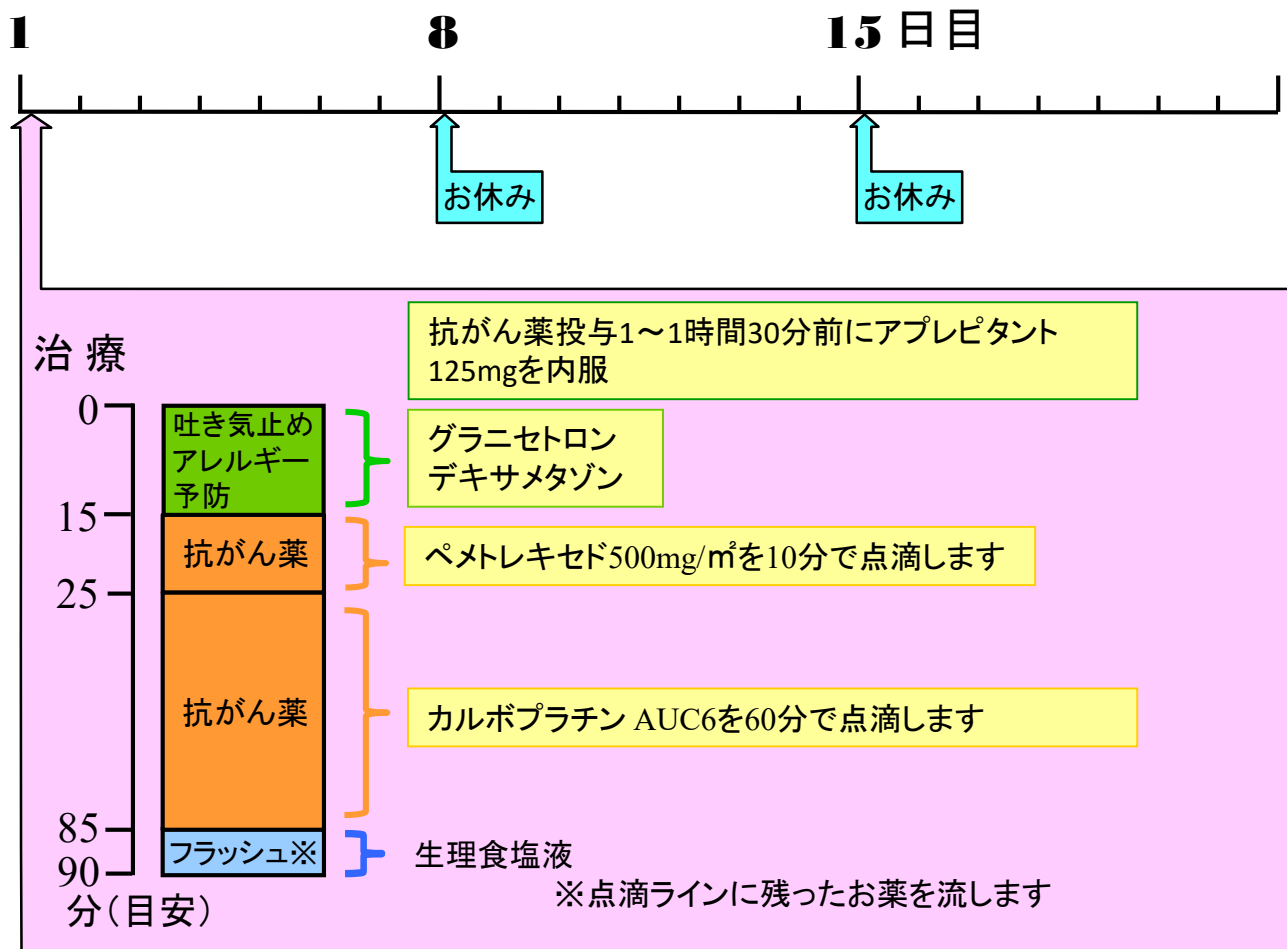 1
8
15 日目
お休み
お休み
抗がん薬投与1～1時間30分前にアプレピタント
125mgを内服
治 療
0
吐き気止め
アレルギー
予防
グラニセトロン
デキサメタゾン
15
抗がん薬
ペメトレキセド500mg/㎡を10分で点滴します
25
抗がん薬
カルボプラチン AUC6を60分で点滴します
85
フラッシュ※
生理食塩液
90
※点滴ラインに残ったお薬を流します
分（目安）